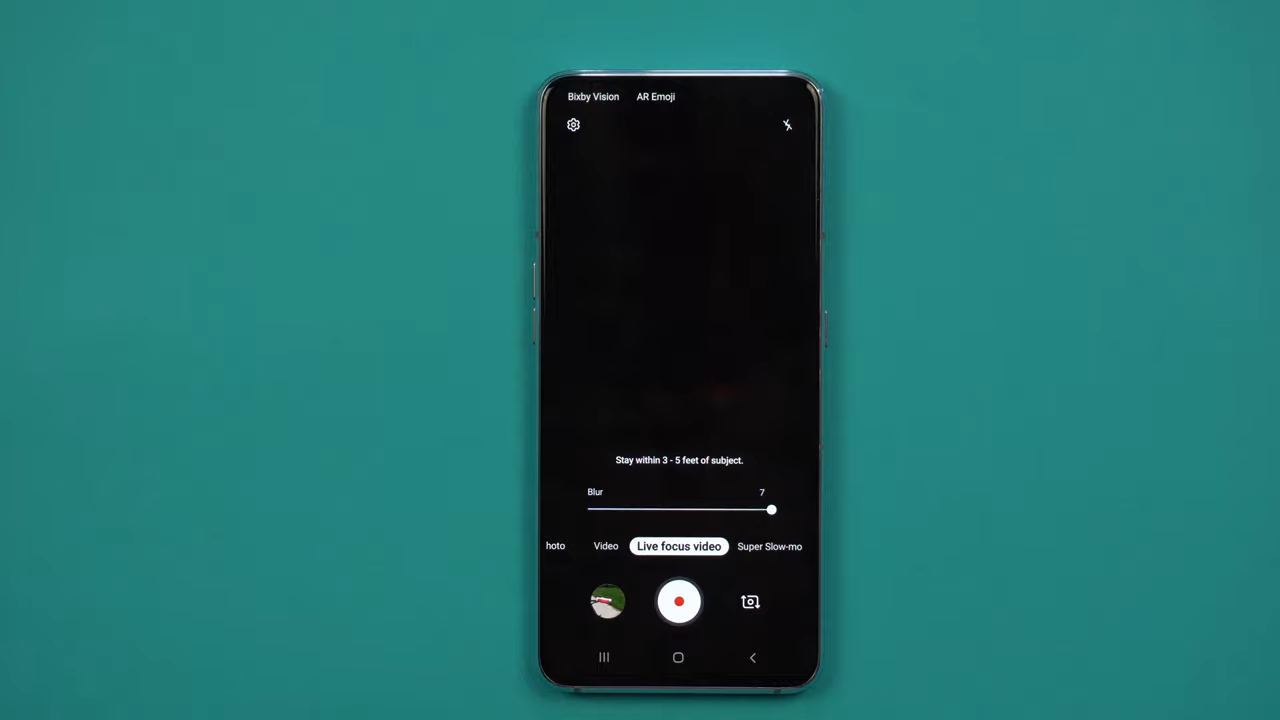 Bixby Vision AR Emoji
Stay within 3 - 5 feet of subject.
Blur 7
hoto Video Live focus video Super Slow-mo